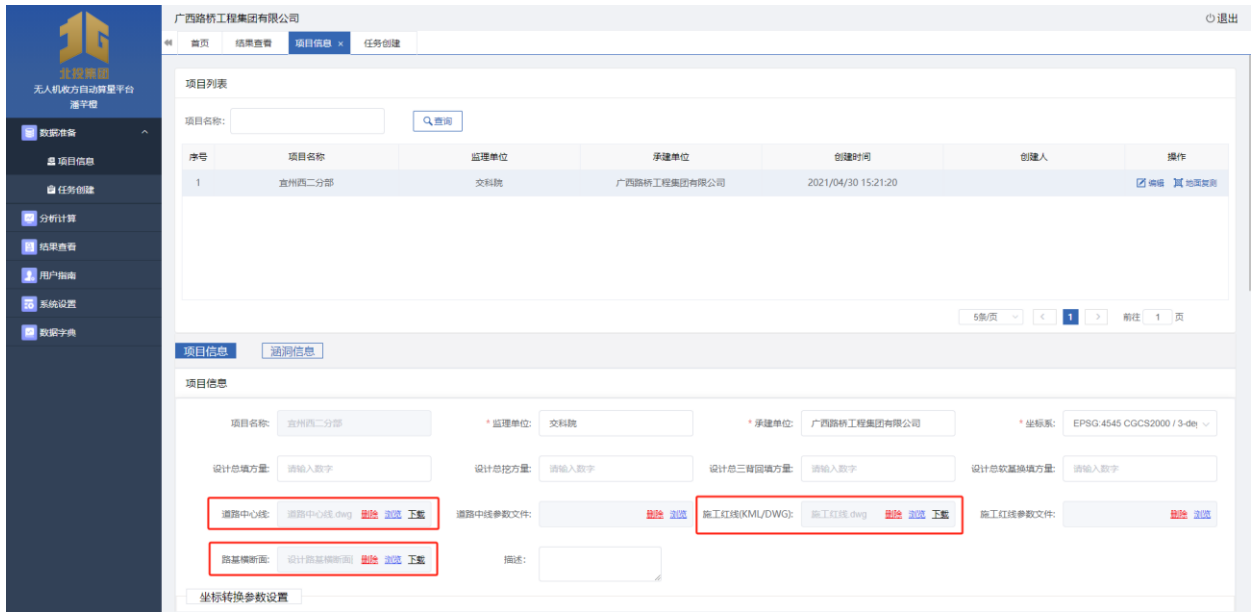 广西路桥工程集团有限公司
退出
首页 结果查看 项目信息 × 任务创建
北投集团
无人机收方自动算量平台
潘芊橙
数据准备
项目信息
任务创建
分析计算
结果查看
用户指南
系统设置
数据字典
项目列表
项目名称: 查询
序号 项目名称 监理单位 承建单位 创建时间 创建人 操作
1 宜州西二分部 交科院 广西路桥工程集团有限公司 2021/04/30 15:21:20 编辑 地面复测
5条/页 < 1 > 前往 1 页
项目信息 涵洞信息
项目信息
项目名称: 宜州西二分部 * 监理单位: 交科院 * 承建单位: 广西路桥工程集团有限公司 * 坐标系: EPSG:4545 CGCS2000 / 3-de
设计总填方量: 请输入数字 设计总挖方量: 请输入数字 设计总三背回填方量: 请输入数字 设计总软基换填方量: 请输入数字
道路中心线: 道路中心线.dwg 删除 浏览 下载 道路中线参数文件: 删除 浏览 施工红线(KML/DWG): 施工红线.dwg 删除 浏览 下载 施工红线参数文件: 删除 浏览
路基横断面: 设计路基横断面 删除 浏览 下载 描述:
坐标转换参数设置